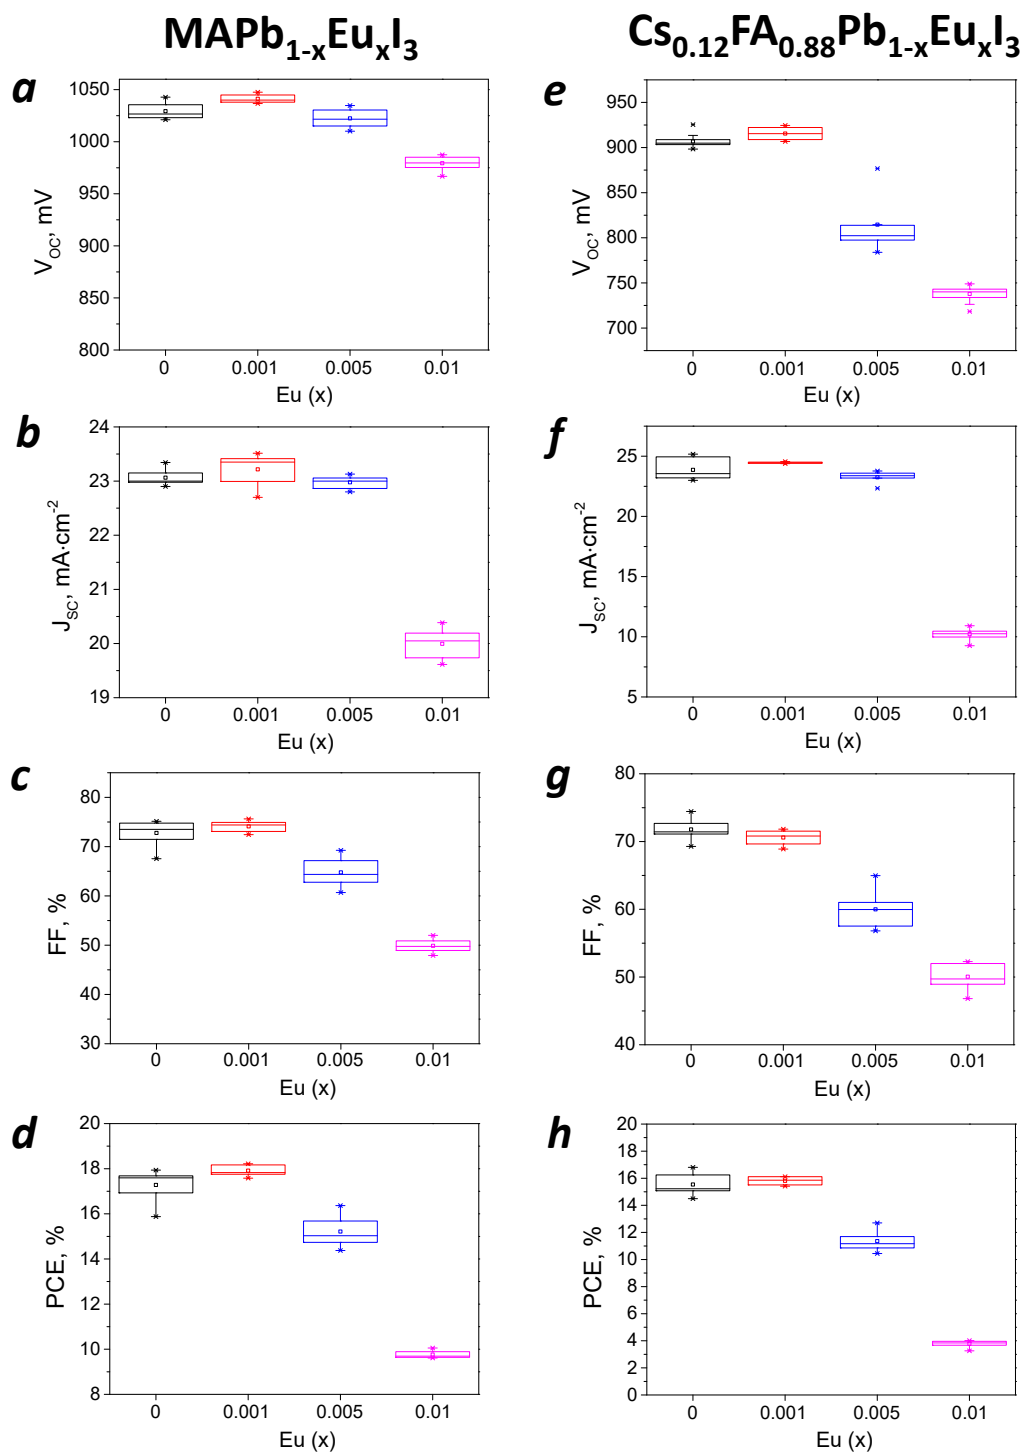 MAPb₁₋ₓEuₓI₃
Cs₀.₁₂FA₀.₈₈Pb₁₋ₓEuₓI₃
a
1050
1000
950
900
850
800
V_OC, mV
0 0.001 0.005 0.01
Eu (x)
e
950
900
850
800
750
700
V_OC, mV
0 0.001 0.005 0.01
Eu (x)
b
24
23
22
21
20
19
J_SC, mA·cm⁻²
0 0.001 0.005 0.01
Eu (x)
f
25
20
15
10
5
J_SC, mA·cm⁻²
0 0.001 0.005 0.01
Eu (x)
c
80
70
60
50
40
30
FF, %
0 0.001 0.005 0.01
Eu (x)
g
80
70
60
50
40
FF, %
0 0.001 0.005 0.01
Eu (x)
d
20
18
16
14
12
10
8
PCE, %
0 0.001 0.005 0.01
Eu (x)
h
20
18
16
14
12
10
8
6
4
2
0
PCE, %
0 0.001 0.005 0.01
Eu (x)